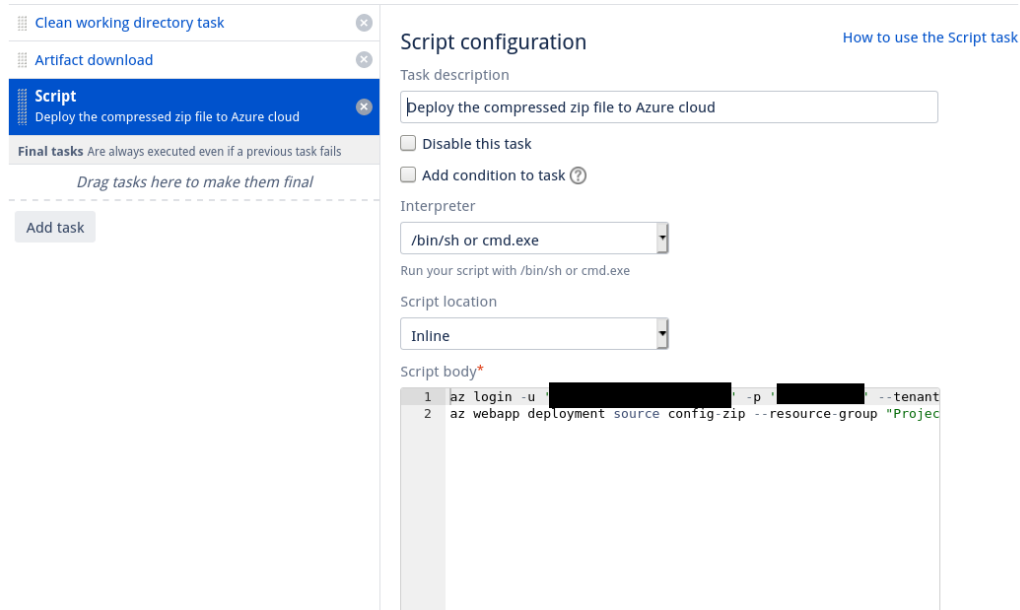 Clean working directory task
Artifact download
Script
Deploy the compressed zip file to Azure cloud
Final tasks Are always executed even if a previous task fails
Drag tasks here to make them final
Add task
Script configuration
How to use the Script task
Task description
Deploy the compressed zip file to Azure cloud
Disable this task
Add condition to task ?
Interpreter
/bin/sh or cmd.exe
Run your script with /bin/sh or cmd.exe
Script location
Inline
Script body*
1 az login -u ' ' -p ' ' --tenant
2 az webapp deployment source config-zip --resource-group "Projec